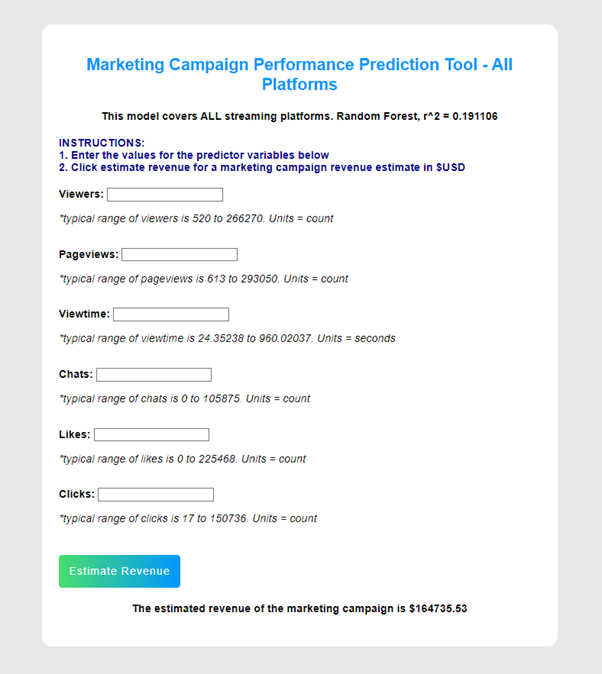 Marketing Campaign Performance Prediction Tool - All
Platforms
This model covers ALL streaming platforms. Random Forest, r^2 = 0.191106
INSTRUCTIONS:
1. Enter the values for the predictor variables below
2. Click estimate revenue for a marketing campaign revenue estimate in $USD
Viewers:
*typical range of viewers is 520 to 266270. Units = count
Pageviews:
*typical range of pageviews is 613 to 293050. Units = count
Viewtime:
*typical range of viewtime is 24.35238 to 960.02037. Units = seconds
Chats:
*typical range of chats is 0 to 105875. Units = count
Likes:
*typical range of likes is 0 to 225468. Units = count
Clicks:
*typical range of clicks is 17 to 150736. Units = count
Estimate Revenue
The estimated revenue of the marketing campaign is $164735.53